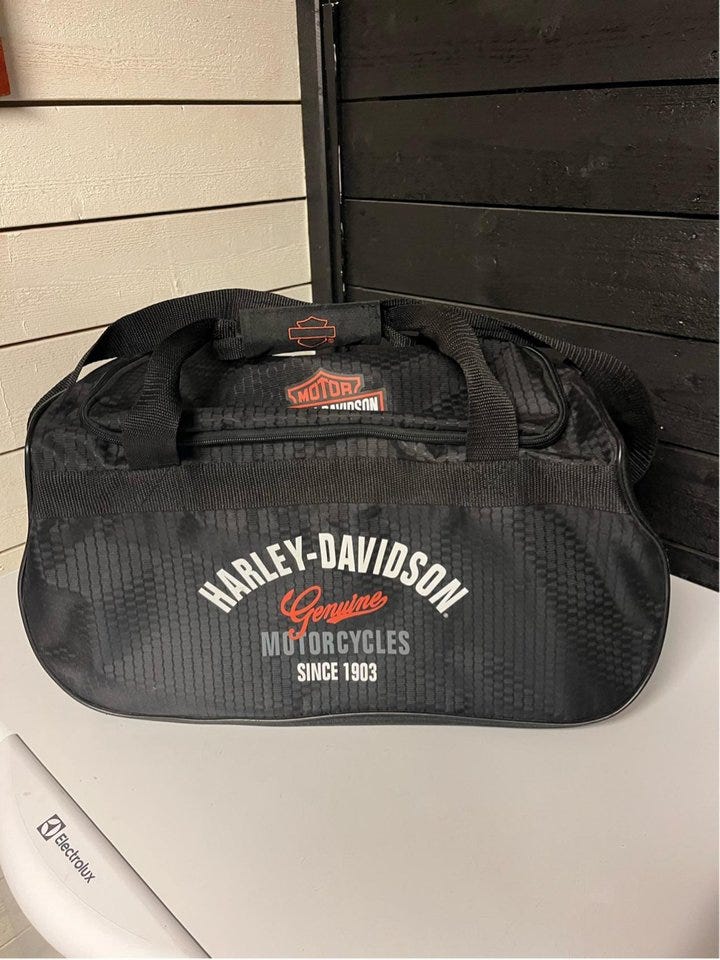 MOTOR
DAVIDSON
HARLEY-DAVIDSON
Genuine
MOTORCYCLES
SINCE 1903
Electrolux